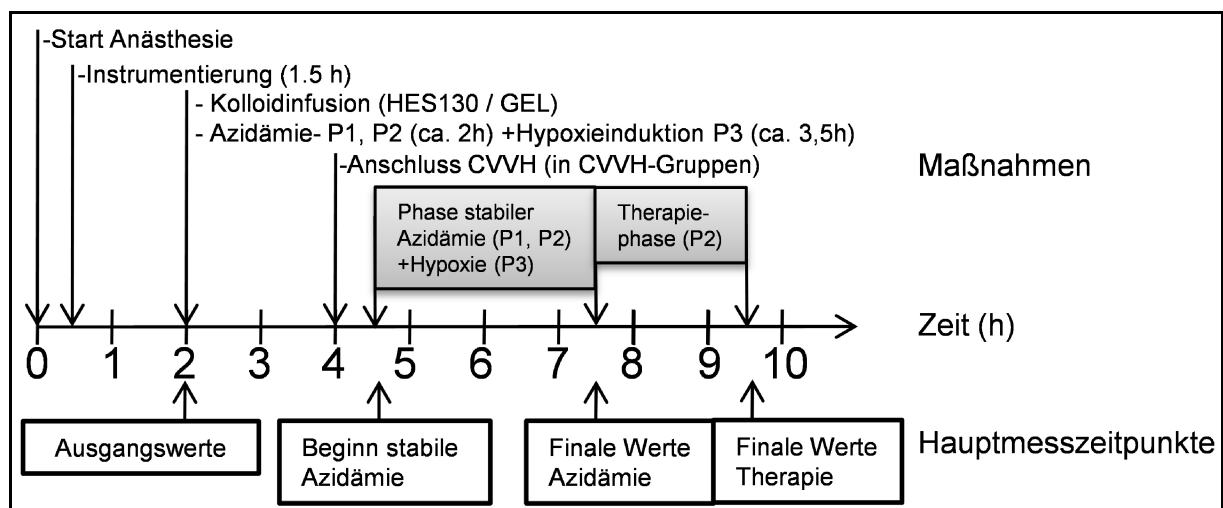 -Start Anästhesie
-Instrumentierung (1.5 h)
- Kolloidinfusion (HES130 / GEL)
- Azidämie- P1, P2 (ca. 2h) +Hypoxieinduktion P3 (ca. 3,5h)
-Anschluss CVVH (in CVVH-Gruppen)
Maßnahmen
Phase stabiler
Azidämie (P1, P2)
+Hypoxie (P3)
Therapie-
phase (P2)
Zeit (h)
0 1 2 3 4 5 6 7 8 9 10
Ausgangswerte
Beginn stabile
Azidämie
Finale Werte
Azidämie
Finale Werte
Therapie
Hauptmesszeitpunkte